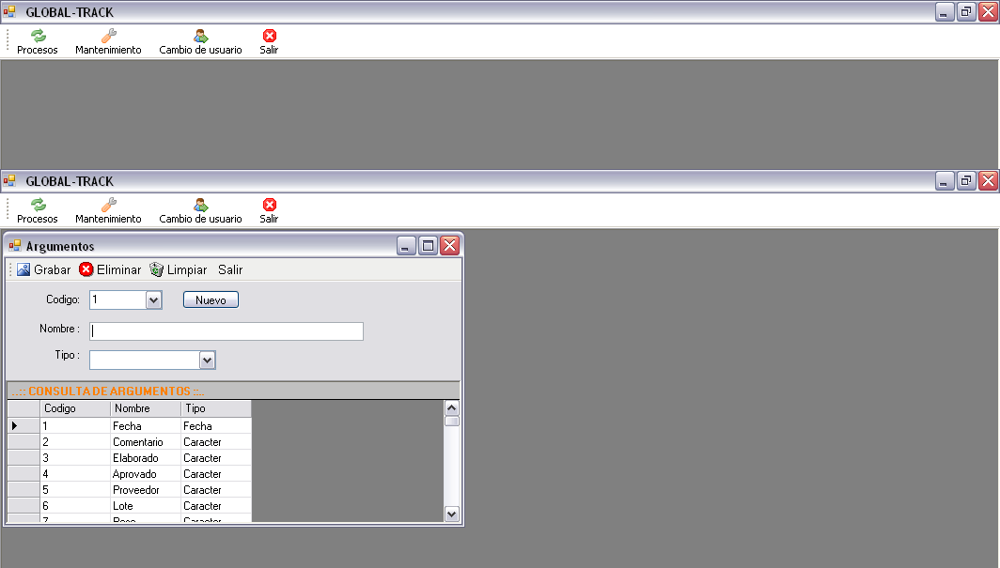 GLOBAL-TRACK
Procesos Mantenimiento Cambio de usuario Salir
GLOBAL-TRACK
Procesos Mantenimiento Cambio de usuario Salir
Argumentos
Grabar Eliminar Limpiar Salir
Codigo: 1 Nuevo
Nombre :
Tipo :
..:: CONSULTA DE ARGUMENTOS ::..
Codigo Nombre Tipo
1 Fecha Fecha
2 Comentario Caracter
3 Elaborado Caracter
4 Aprovado Caracter
5 Proveedor Caracter
6 Lote Caracter
7 Caracter